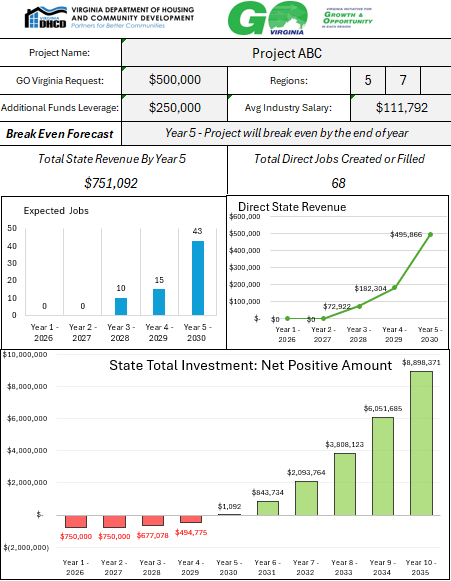 VIRGINIA DEPARTMENT OF HOUSING
AND COMMUNITY DEVELOPMENT
Partners for Better Communities
DHCD
GO
VIRGINIA
VIRGINIA INITIATIVE FOR
GROWTH &
OPPORTUNITY
Project Name: Project ABC
GO Virginia Request: $500,000 Regions: 5 7
Additional Funds Leverage: $250,000 Avg Industry Salary: $111,792
Break Even Forecast Year 5 - Project will break even by the end of year
Total State Revenue By Year 5 Total Direct Jobs Created or Filled
$751,092 68
Expected Jobs
50
40
30
20
10
0
0 0 10 15 43
Year 1 - 2026
Year 2 - 2027
Year 3 - 2028
Year 4 - 2029
Year 5 - 2030
Direct State Revenue
$600,000
$500,000
$400,000
$300,000
$200,000
$100,000
$-
$0 $0 $72,922 $182,304 $495,866
Year 1 - 2026
Year 2 - 2027
Year 3 - 2028
Year 4 - 2029
Year 5 - 2030
State Total Investment: Net Positive Amount
$10,000,000
$8,000,000
$6,000,000
$4,000,000
$2,000,000
$-
$(2,000,000)
$750,000 $750,000 $677,078 $494,775 $1,092 $843,734 $2,093,764 $3,808,123 $6,051,685 $8,898,371
Year 1 - 2026
Year 2 - 2027
Year 3 - 2028
Year 4 - 2029
Year 5 - 2030
Year 6 - 2031
Year 7 - 2032
Year 8 - 2033
Year 9 - 2034
Year 10 - 2035